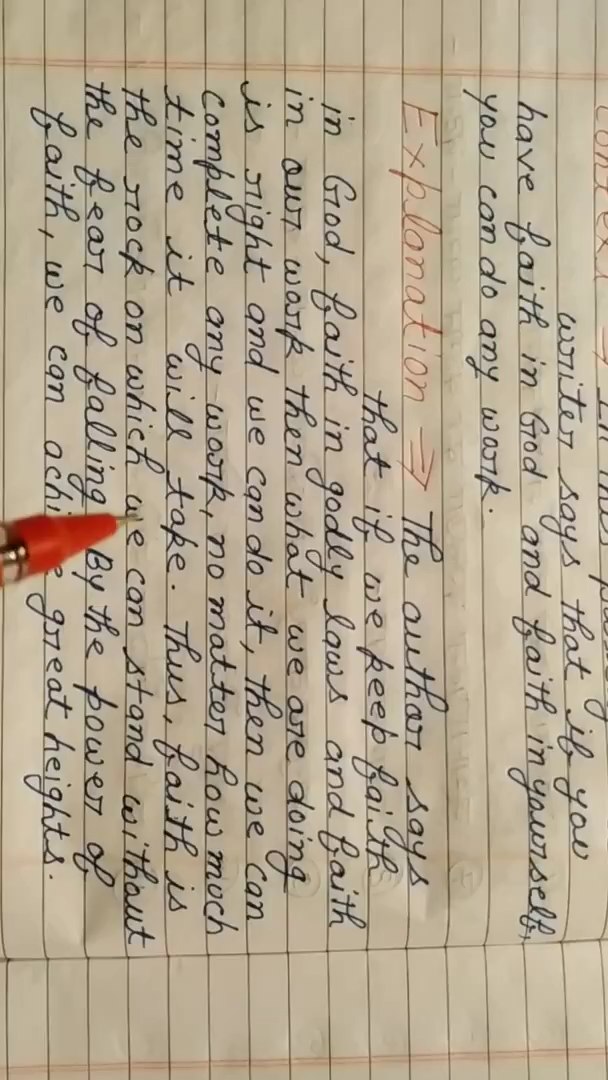 Context → In this
writer says that if you
have faith in God and faith in yourself,
you can do any work.
Explanation ⇒ The author says
that if we keep faith
in God, faith in godly laws and faith
in our work then what we are doing
is right and we can do it, then we can
complete any work, no matter how much
time it will take. Thus, faith is
the rock on which we can stand without
the fear of falling By the power of
faith, we can great heights.